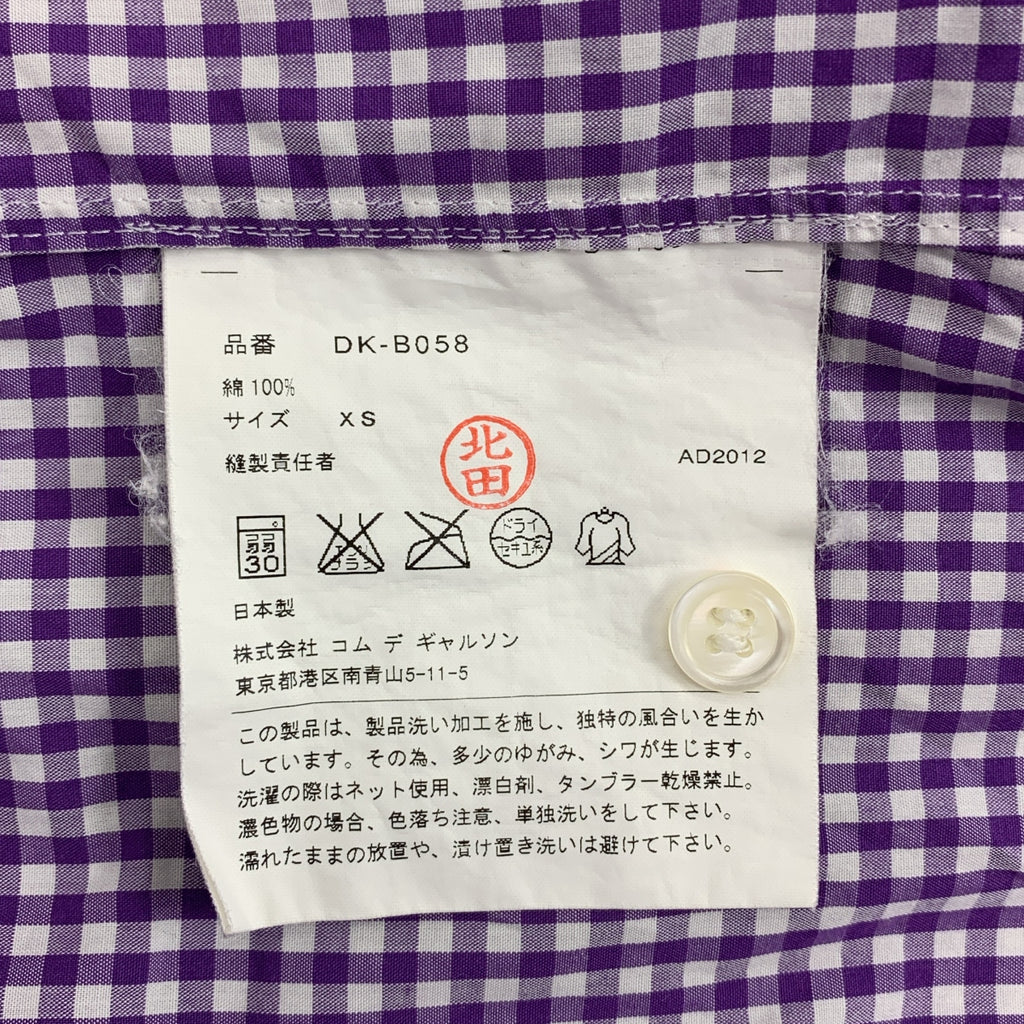 品番 DK-B058
綿 100%
サイズ XS
縫製責任者 北田 AD2012
弱 30 ドライ セキユ系
日本製
株式会社 コム デ ギャルソン
東京都港区南青山5-11-5
この製品は、製品洗い加工を施し、独特の風合いを生か
しています。その為、多少のゆがみ、シワが生じます。
洗濯の際はネット使用、漂白剤、タンブラー乾燥禁止。
濃色物の場合、色落ち注意、単独洗いをして下さい。
濡れたままの放置や、漬け置き洗いは避けて下さい。